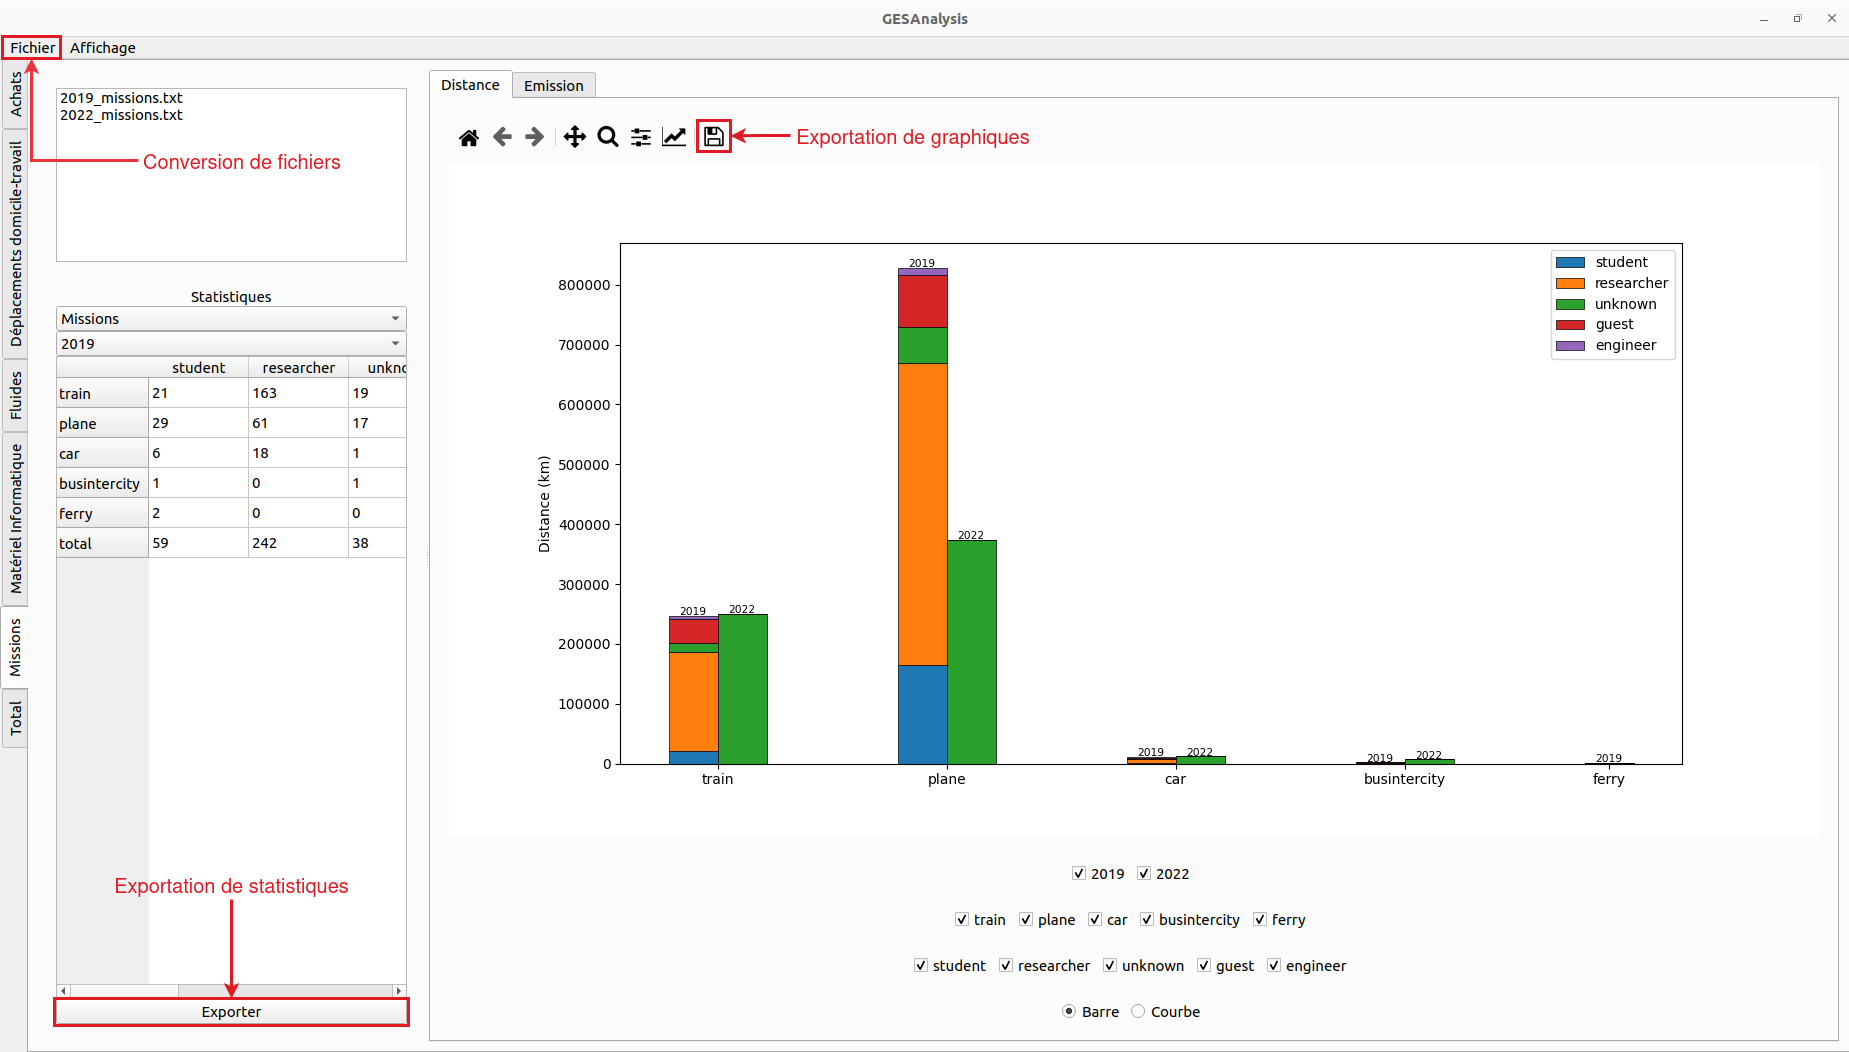 GESAnalysis
Fichier Affichage
Achats
Déplacements domicile-travail
Fluides
Matériel Informatique
Missions
Total
2019_missions.txt
2022_missions.txt
Conversion de fichiers
Statistiques
Missions
2019
student researcher unkno
train 21 163 19
plane 29 61 17
car 6 18 1
busintercity 1 0 1
ferry 2 0 0
total 59 242 38
Exportation de statistiques
Exporter
Distance Emission
Exportation de graphiques
student
researcher
unknown
guest
engineer
Distance (km)
800000
700000
600000
500000
400000
300000
200000
100000
0
2019 2022
2019
2022
2019 2022
2019 2022
2019
train plane car busintercity ferry
2019 2022
train plane car busintercity ferry
student researcher unknown guest engineer
Barre Courbe